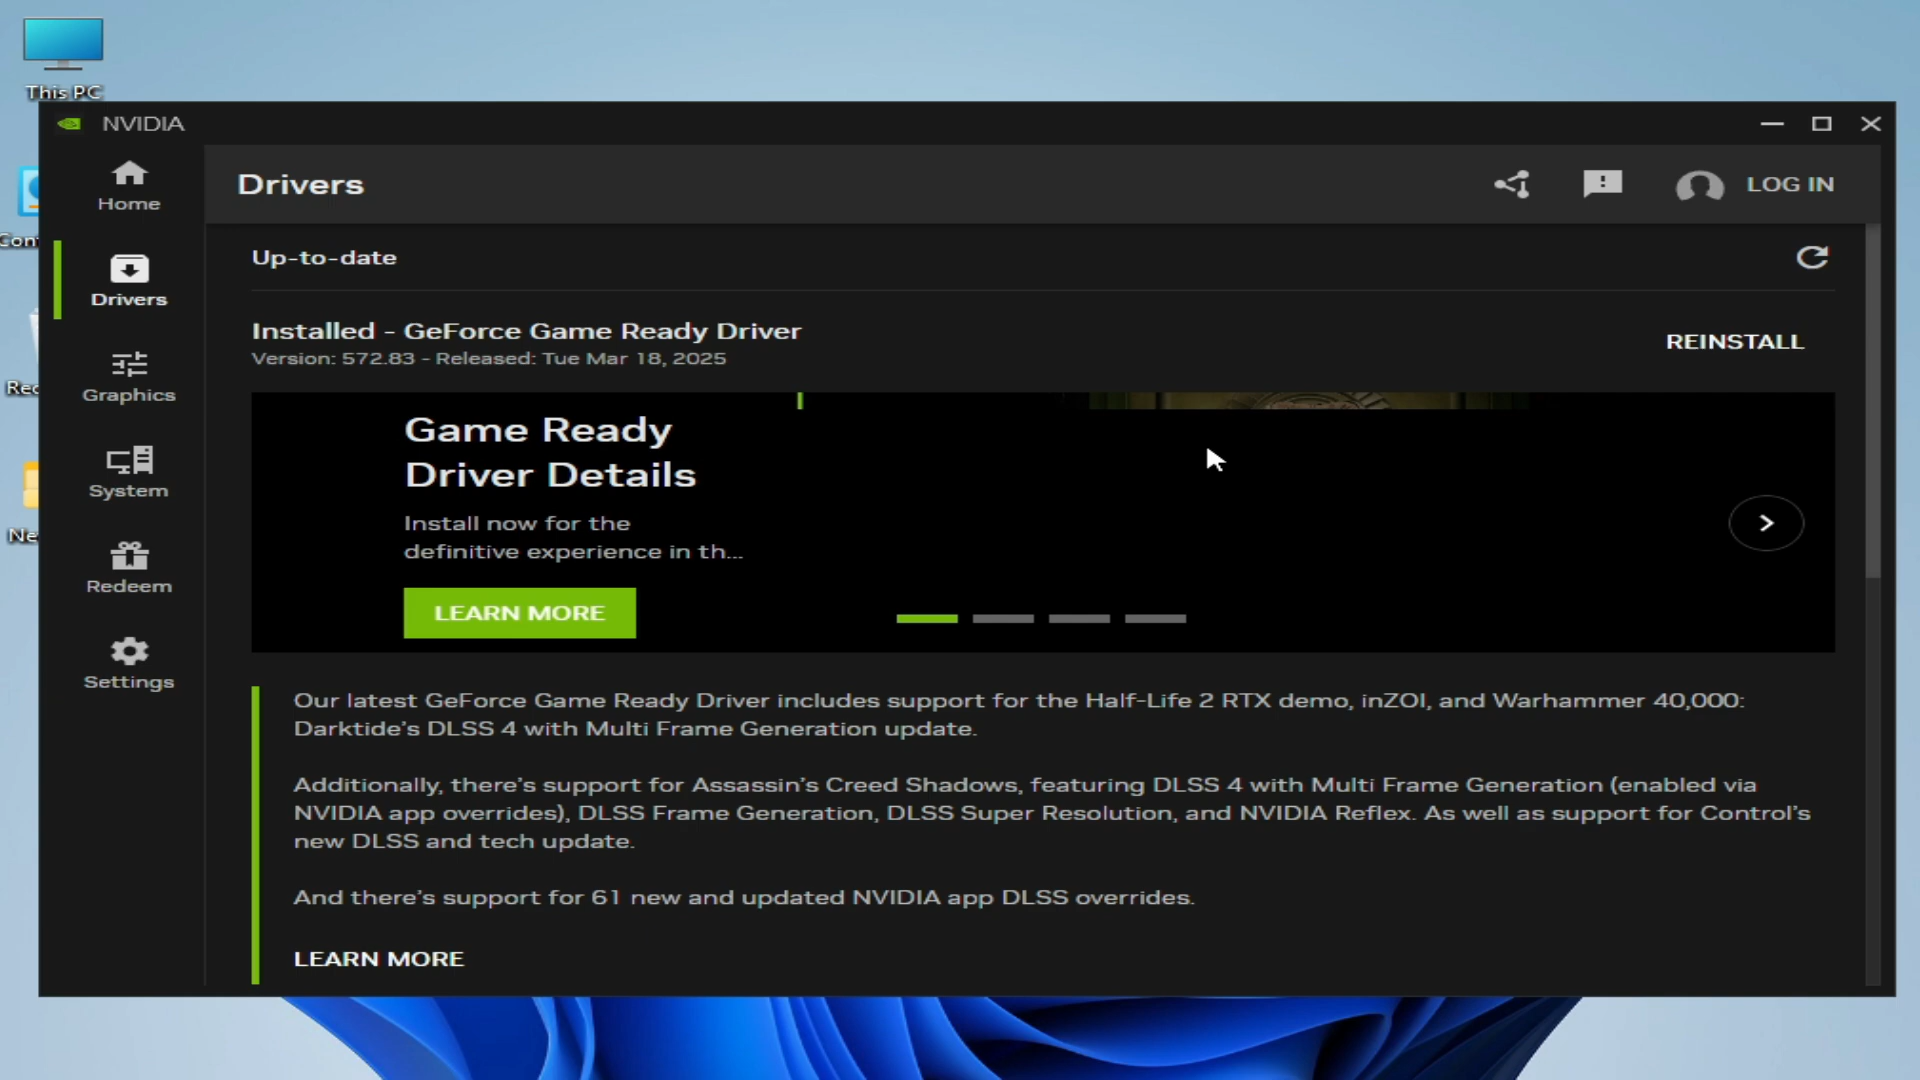 This PC
NVIDIA
Home
Drivers
Graphics
System
Redeem
Settings
Drivers
LOG IN
Up-to-date
Installed - GeForce Game Ready Driver
Version: 572.83 - Released: Tue Mar 18, 2025
REINSTALL
Game Ready
Driver Details
Install now for the
definitive experience in th...
LEARN MORE
Our latest GeForce Game Ready Driver includes support for the Half-Life 2 RTX demo, inZOI, and Warhammer 40,000:
Darktide’s DLSS 4 with Multi Frame Generation update.
Additionally, there’s support for Assassin’s Creed Shadows, featuring DLSS 4 with Multi Frame Generation (enabled via
NVIDIA app overrides), DLSS Frame Generation, DLSS Super Resolution, and NVIDIA Reflex. As well as support for Control’s
new DLSS and tech update.
And there’s support for 61 new and updated NVIDIA app DLSS overrides.
LEARN MORE